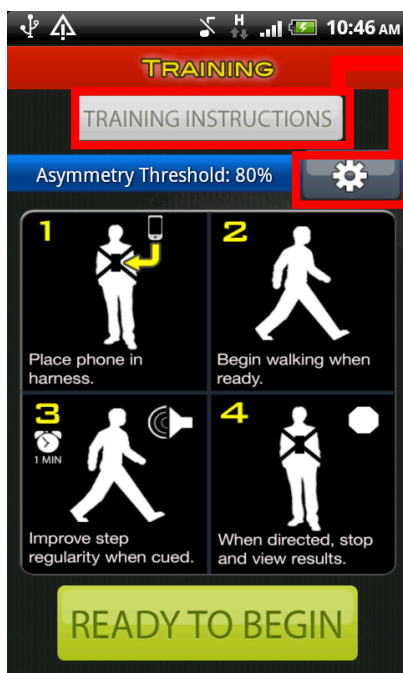 H 10:46 AM
TRAINING
TRAINING INSTRUCTIONS
Asymmetry Threshold: 80%
1
Place phone in
harness.
2
Begin walking when
ready.
3
1 MIN
Improve step
regularity when cued.
4
When directed, stop
and view results.
READY TO BEGIN